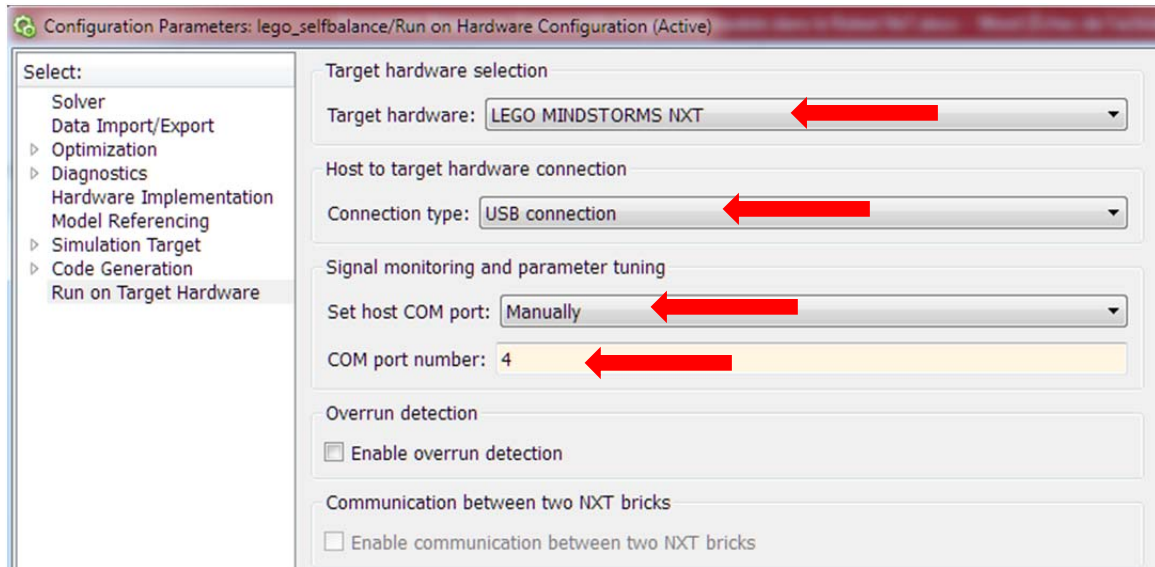 Configuration Parameters: lego_selfbalance/Run on Hardware Configuration (Active)
Select:
Solver
Data Import/Export
Optimization
Diagnostics
Hardware Implementation
Model Referencing
Simulation Target
Code Generation
Run on Target Hardware
Target hardware selection
Target hardware: LEGO MINDSTORMS NXT
Host to target hardware connection
Connection type: USB connection
Signal monitoring and parameter tuning
Set host COM port: Manually
COM port number: 4
Overrun detection
Enable overrun detection
Communication between two NXT bricks
Enable communication between two NXT bricks